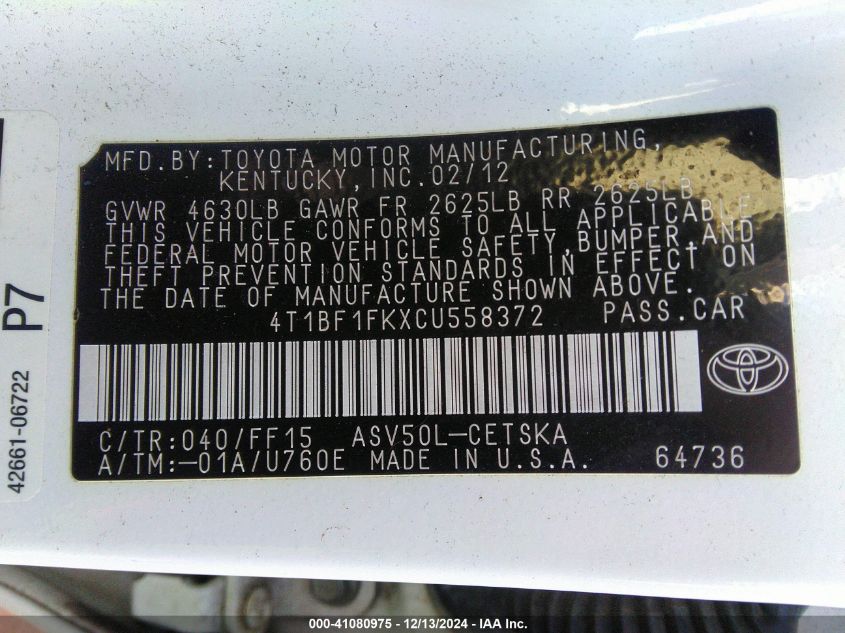 MFD.BY:TOYOTA MOTOR MANUFACTURING,
KENTUCKY,INC.02/12
GVWR 4630LB GAWR FR 2625LB RR 2625LB
THIS VEHICLE CONFORMS TO ALL APPLICABLE
FEDERAL MOTOR VEHICLE SAFETY,BUMPER,AND
THEFT PREVENTION STANDARDS IN EFFECT ON
THE DATE OF MANUFACTURE SHOWN ABOVE.
4T1BF1FKXCU558372 PASS.CAR
C/TR:040/FF15 ASV50L-CETSKA
A/TM:-01A/U760E MADE IN U.S.A. 64736
42661-06722 P7
000-41080975 - 12/13/2024 - IAA Inc.